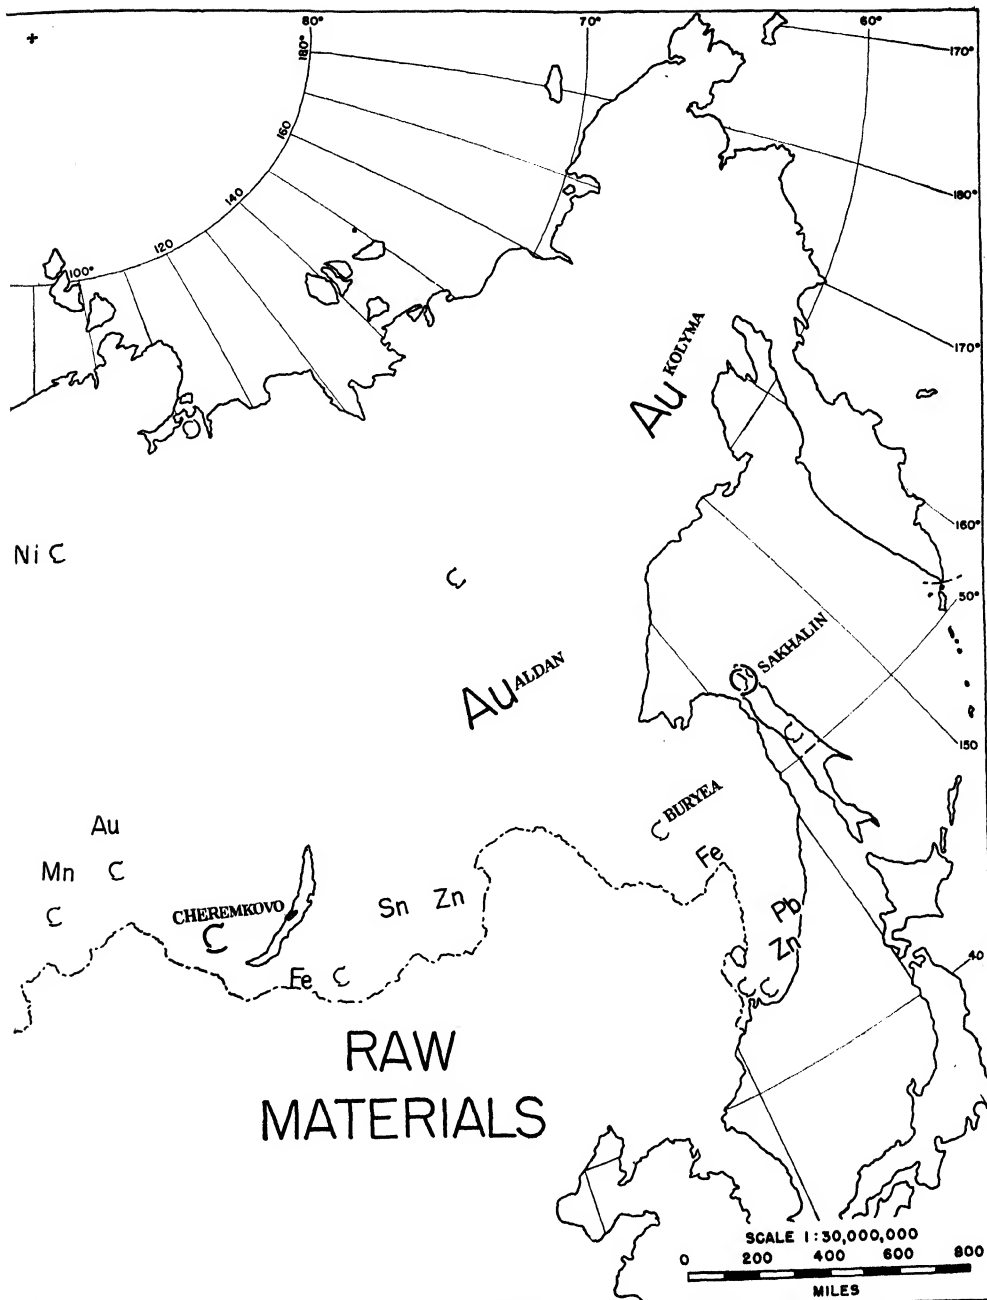 80°
70°
60°
180°
170°
160
140
180°
120
100°
170°
KOLYMA
Au
160°
Ni C
C
50°
SAKHALIN
ALDAN
Au
C
150
BURYEA
C
Au
Fe
Mn C
Sn Zn
CHEREMKOVO
C
Pb
C
Zn
40
Fe C
C C
RAW
MATERIALS
SCALE 1:30,000,000
0 200 400 600 800
MILES